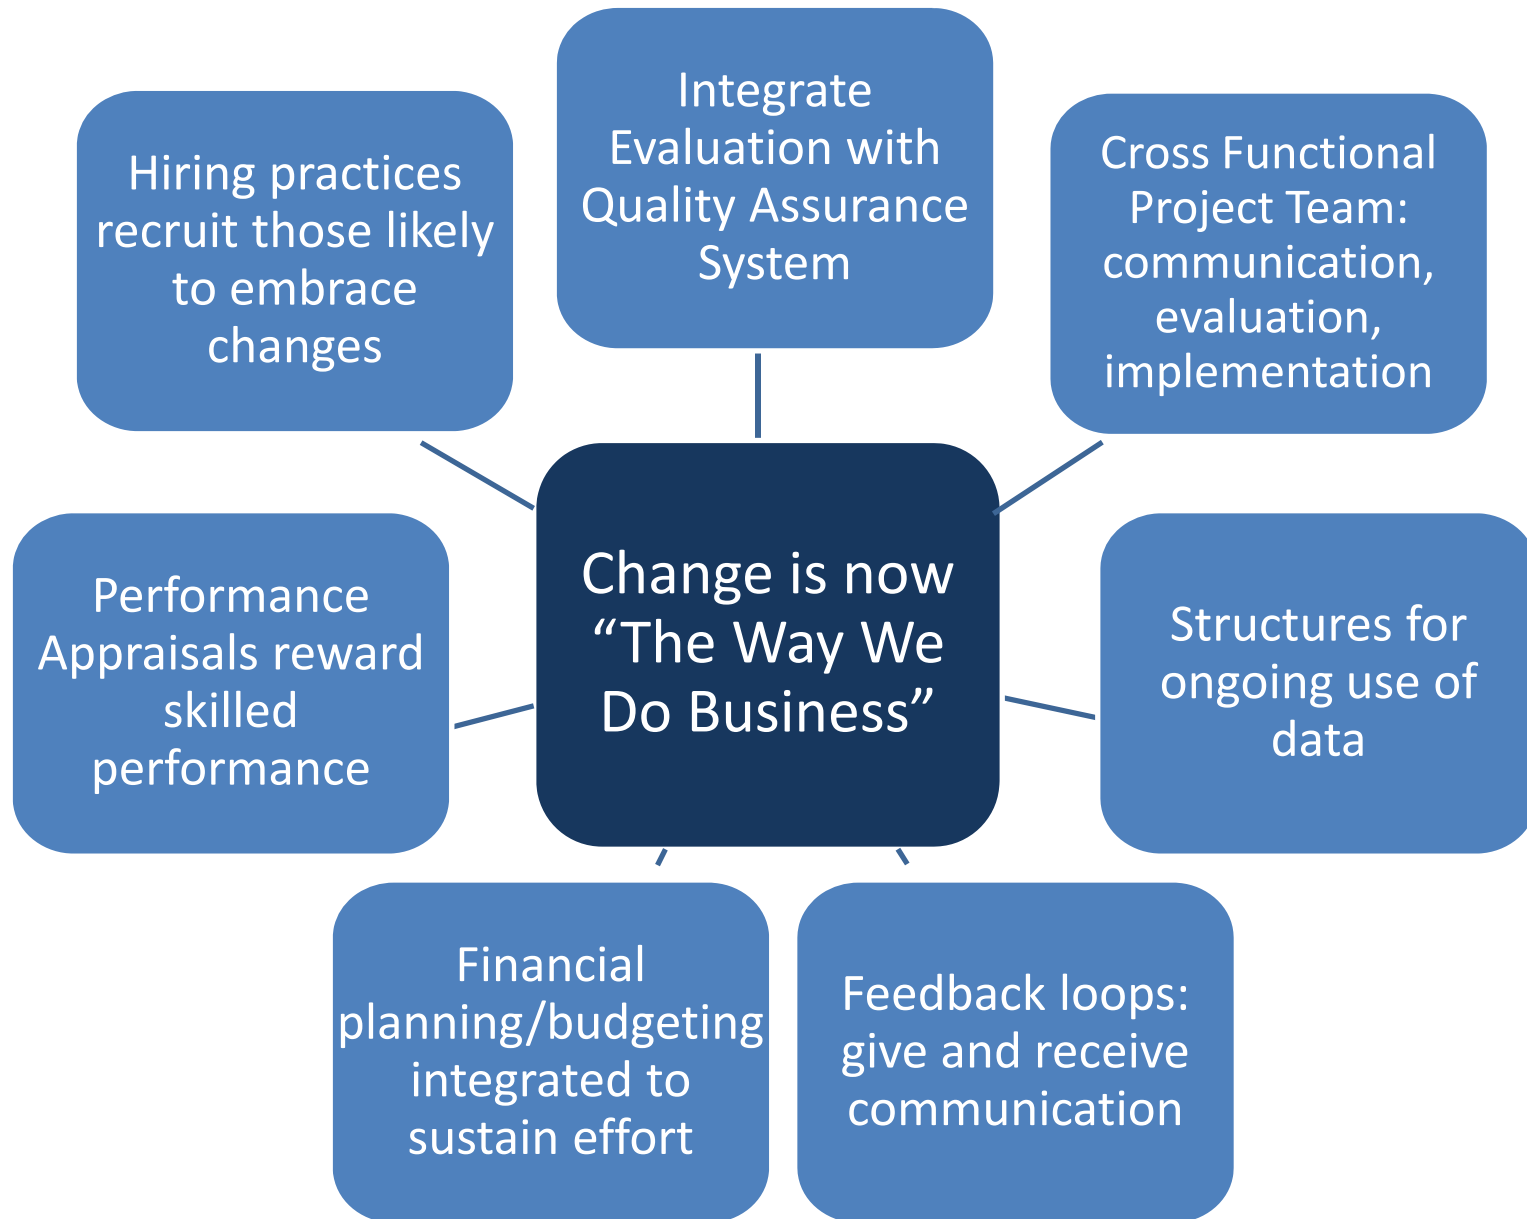 Integrate
Evaluation with
Quality Assurance
System
Cross Functional
Project Team:
communication,
evaluation,
implementation
Structures for
ongoing use of
data
Feedback loops:
give and receive
communication
Financial
planning/budgeting
integrated to
sustain effort
Performance
Appraisals reward
skilled
performance
Hiring practices
recruit those likely
to embrace
changes
Change is now
“The Way We
Do Business”